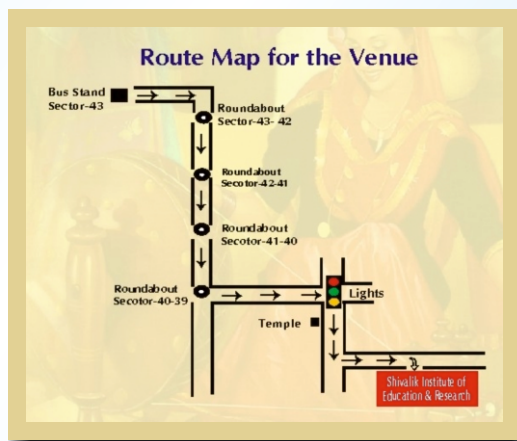 Route Map for the Venue
Bus Stand
Sector-43
Roundabout
Sector-43- 42
Roundabout
Secotor-42-41
Roundabout
Secotor-41-40
Roundabout
Secotor-40-39
Lights
Temple
Shivalik Institute of
Education & Research